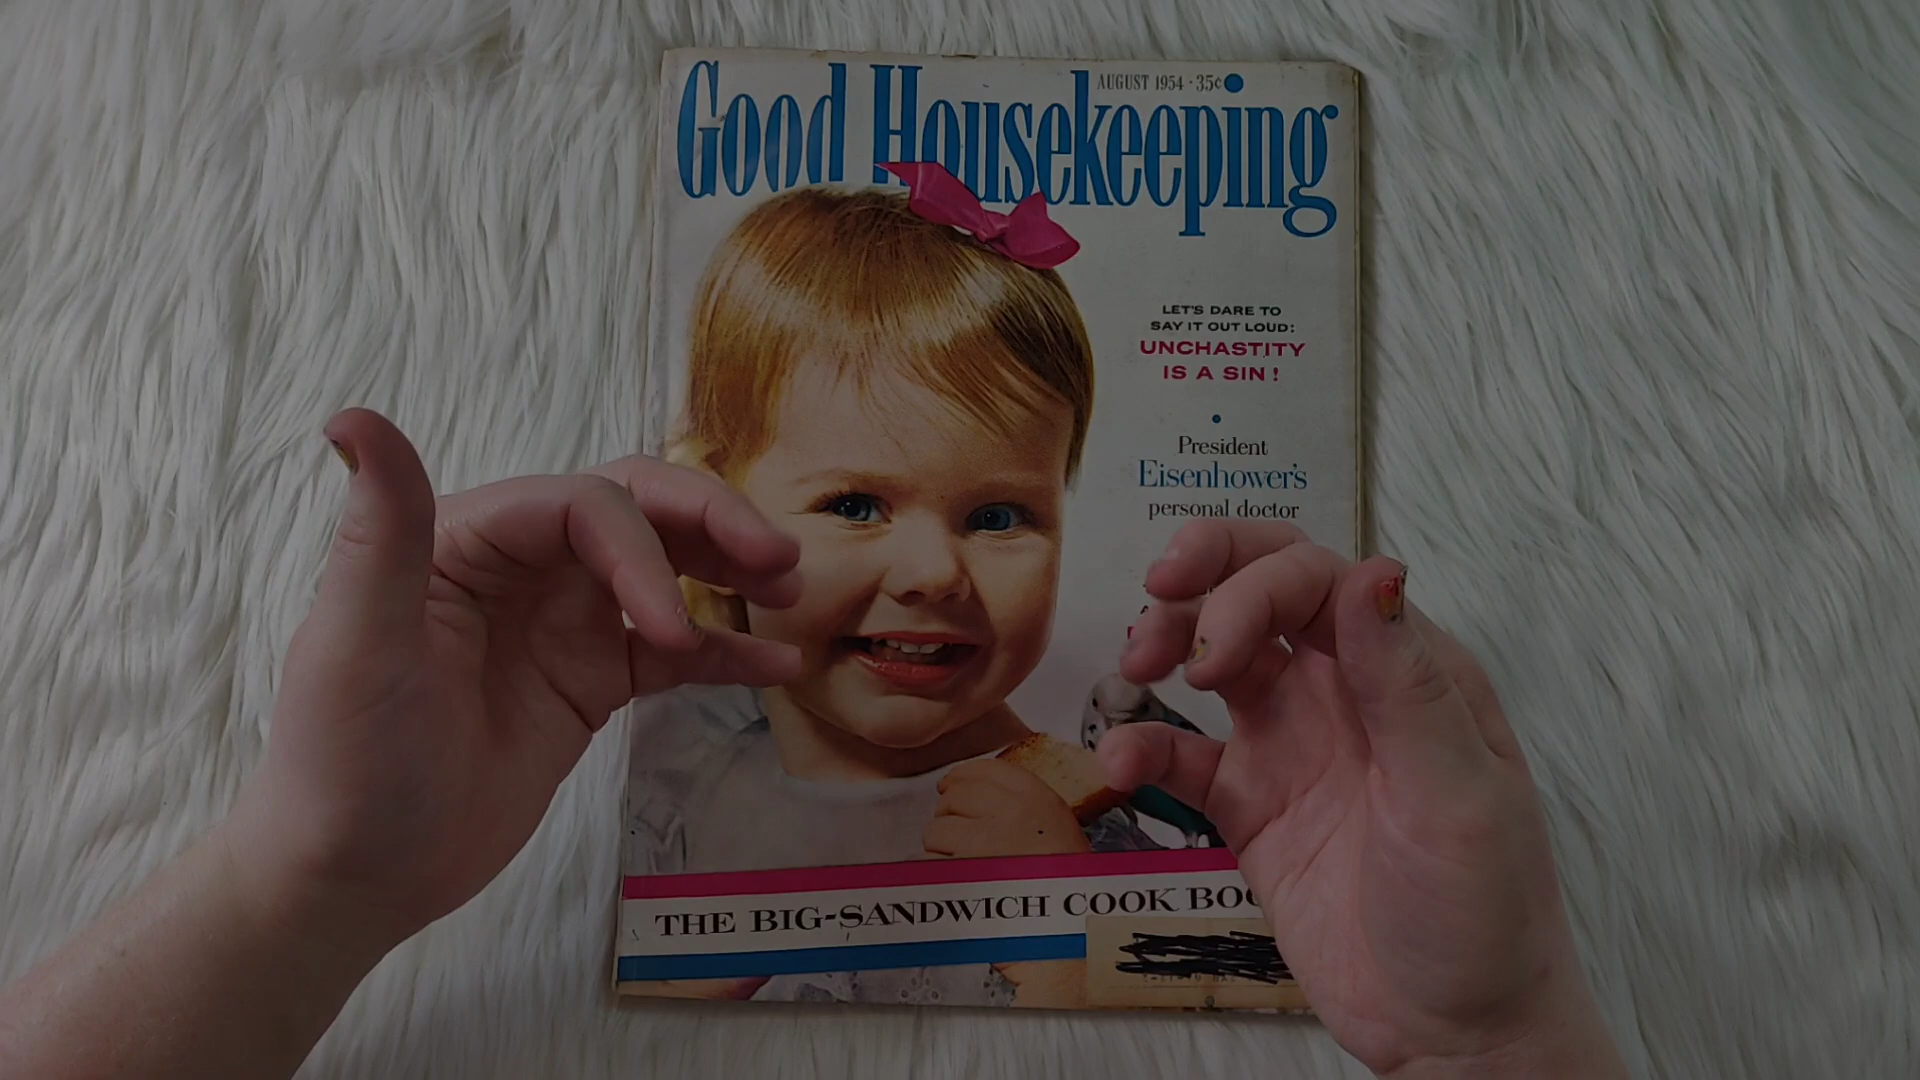 AUGUST 1954 · 35¢
Good Housekeeping
LET'S DARE TO
SAY IT OUT LOUD:
UNCHASTITY
IS A SIN!
President
Eisenhower's
personal doctor
THE BIG-SANDWICH COOK